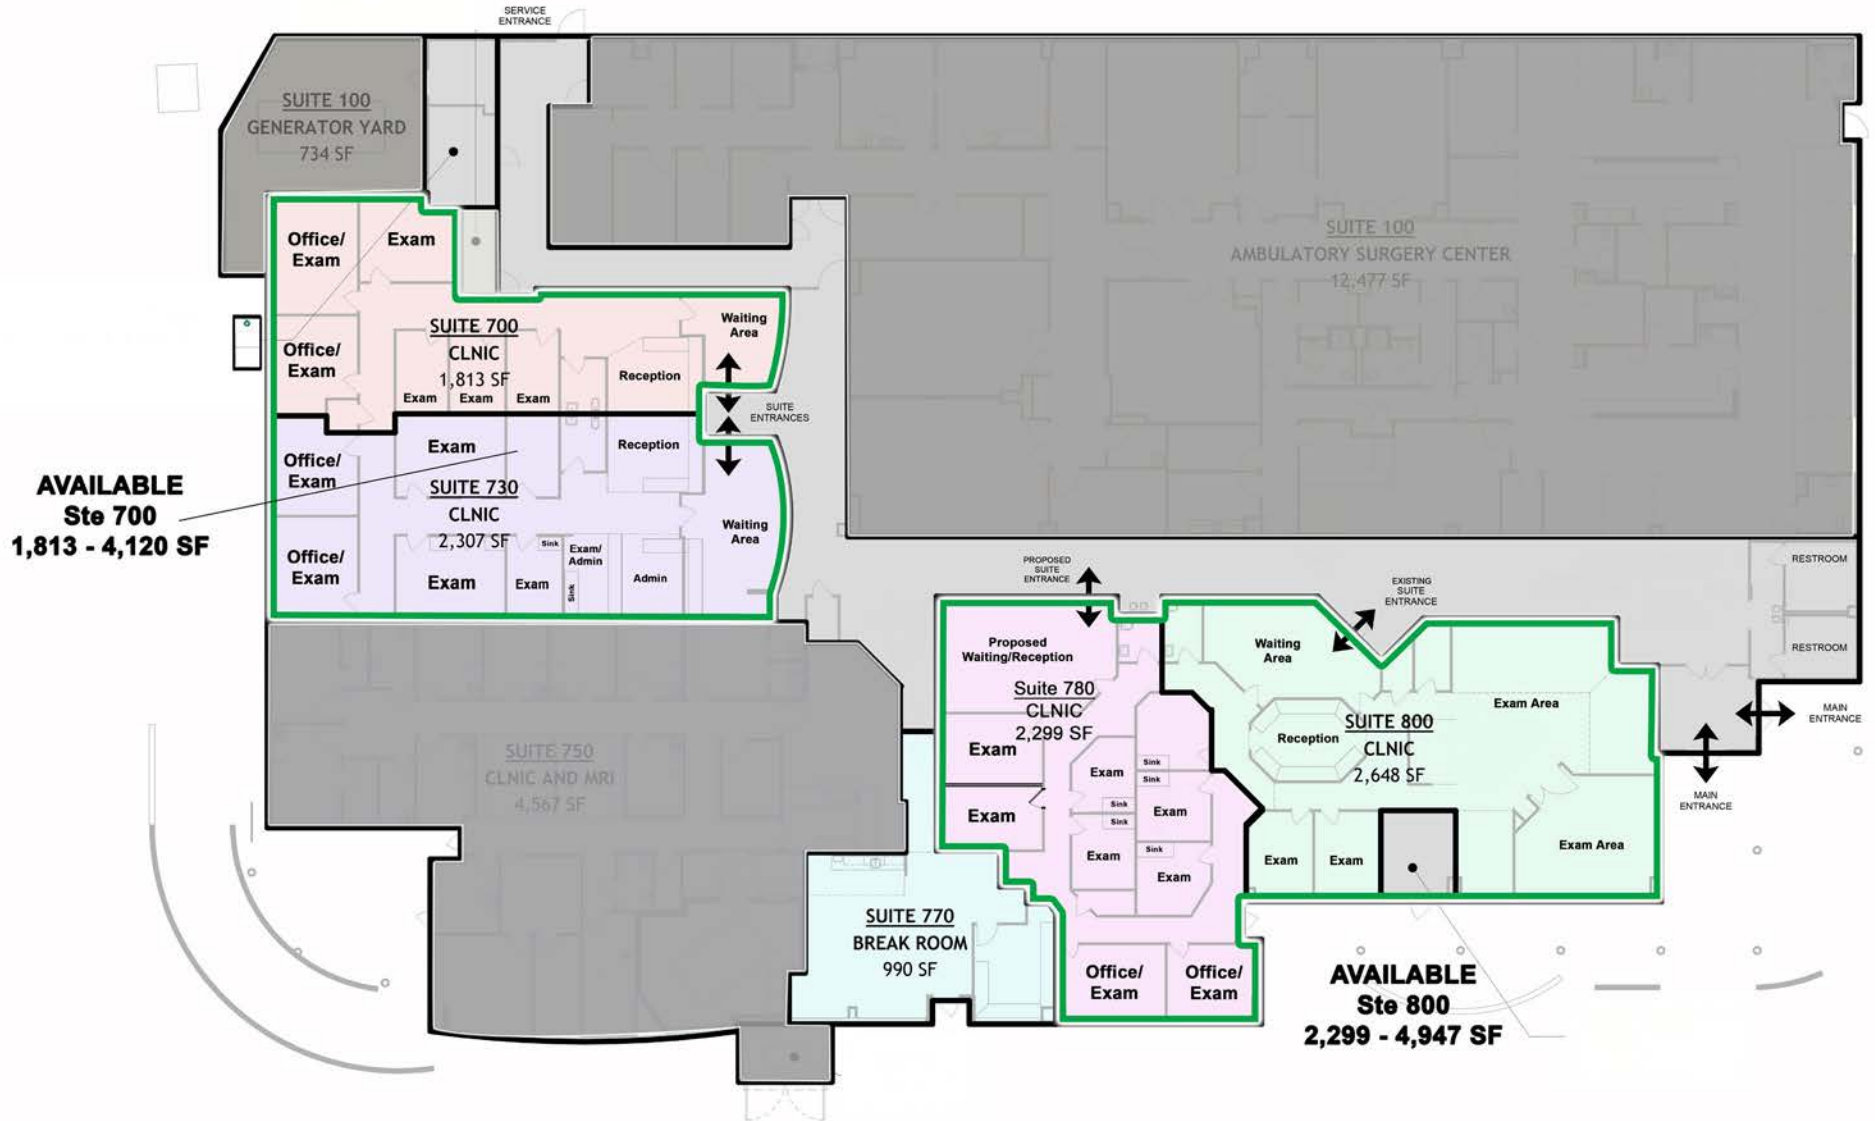 SERVICE
ENTRANCE
SUITE 100
GENERATOR YARD
734 SF
SUITE 100
AMBULATORY SURGERY CENTER
12,477 SF
Office/
Exam
Exam
Office/
Exam
SUITE 700
CLNIC
1,813 SF
Exam
Exam
Exam
Reception
Waiting
Area
SUITE
ENTRANCES
Office/
Exam
Exam
Reception
SUITE 730
CLNIC
2,307 SF
Waiting
Area
Office/
Exam
Exam
Exam
Sink
Sink
Exam/
Admin
Admin
AVAILABLE
Ste 700
1,813 - 4,120 SF
PROPOSED
SUITE
ENTRANCE
EXISTING
SUITE
ENTRANCE
RESTROOM
RESTROOM
MAIN
ENTRANCE
MAIN
ENTRANCE
Proposed
Waiting/Reception
Suite 780
CLNIC
2,299 SF
Exam
Exam
Exam
Sink
Sink
Sink
Sink
Exam
Exam
Sink
Exam
Office/
Exam
Office/
Exam
Waiting
Area
Reception
SUITE 800
CLNIC
2,648 SF
Exam Area
Exam
Exam
Exam Area
SUITE 750
CLNIC AND MRI
4,567 SF
SUITE 770
BREAK ROOM
990 SF
AVAILABLE
Ste 800
2,299 - 4,947 SF